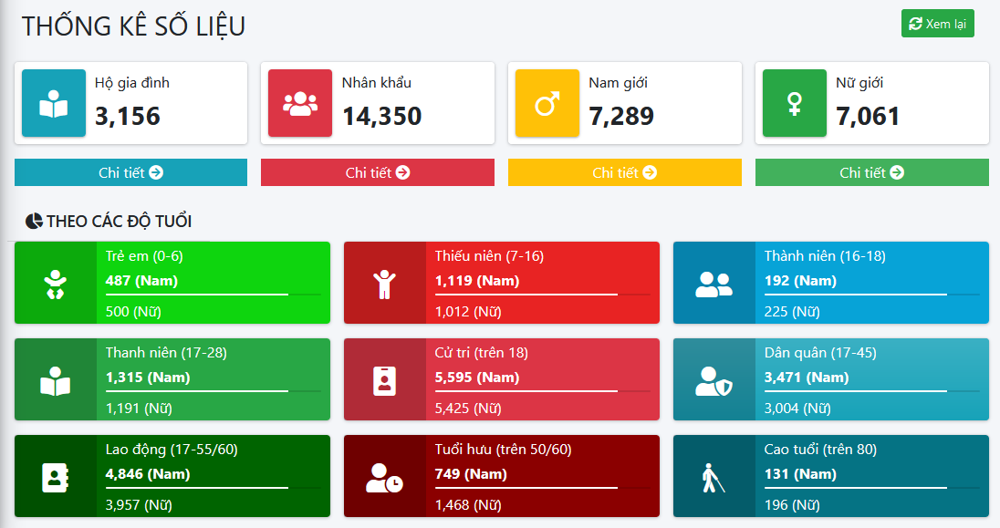 THỐNG KÊ SỐ LIỆU
Xem lại
Hộ gia đình
3,156
Nhân khẩu
14,350
Nam giới
7,289
Nữ giới
7,061
Chi tiết
Chi tiết
Chi tiết
Chi tiết
THEO CÁC ĐỘ TUỔI
Trẻ em (0-6)
487 (Nam)
500 (Nữ)
Thiếu niên (7-16)
1,119 (Nam)
1,012 (Nữ)
Thành niên (16-18)
192 (Nam)
225 (Nữ)
Thanh niên (17-28)
1,315 (Nam)
1,191 (Nữ)
Cử tri (trên 18)
5,595 (Nam)
5,425 (Nữ)
Dân quân (17-45)
3,471 (Nam)
3,004 (Nữ)
Lao động (17-55/60)
4,846 (Nam)
3,957 (Nữ)
Tuổi hưu (trên 50/60)
749 (Nam)
1,468 (Nữ)
Cao tuổi (trên 80)
131 (Nam)
196 (Nữ)